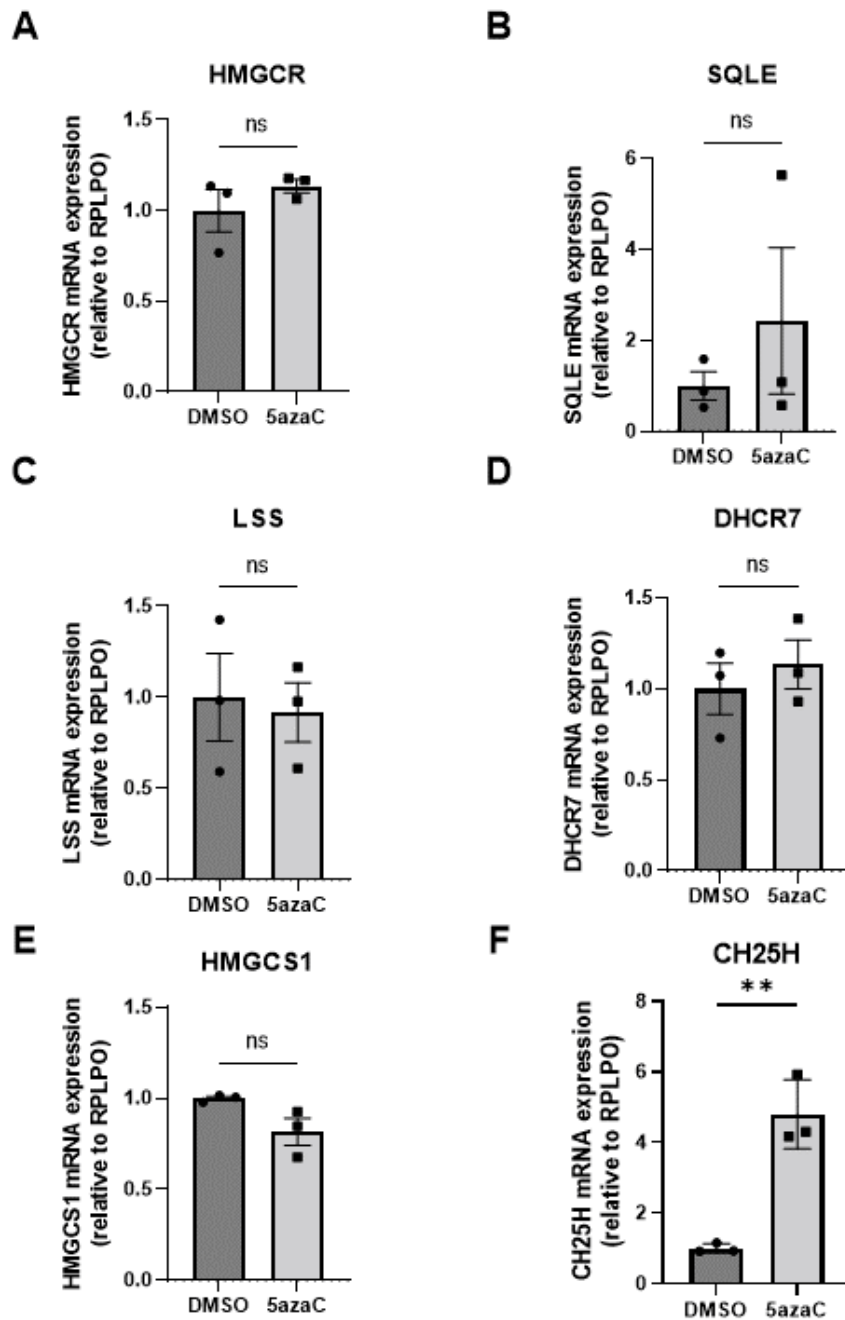 A
HMGCR
ns
HMGCR mRNA expression
(relative to RPLPO)
1.5
1.0
0.5
0.0
DMSO 5azaC
B
SQLE
ns
SQLE mRNA expression
(relative to RPLPO)
6
4
2
0
DMSO 5azaC
C
LSS
ns
LSS mRNA expression
(relative to RPLPO)
1.5
1.0
0.5
0.0
DMSO 5azaC
D
DHCR7
ns
DHCR7 mRNA expression
(relative to RPLPO)
1.5
1.0
0.5
0.0
DMSO 5azaC
E
HMGCS1
ns
HMGCS1 mRNA expression
(relative to RPLPO)
1.5
1.0
0.5
0.0
DMSO 5azaC
F
CH25H
**
CH25H mRNA expression
(relative to RPLPO)
8
6
4
2
0
DMSO 5azaC